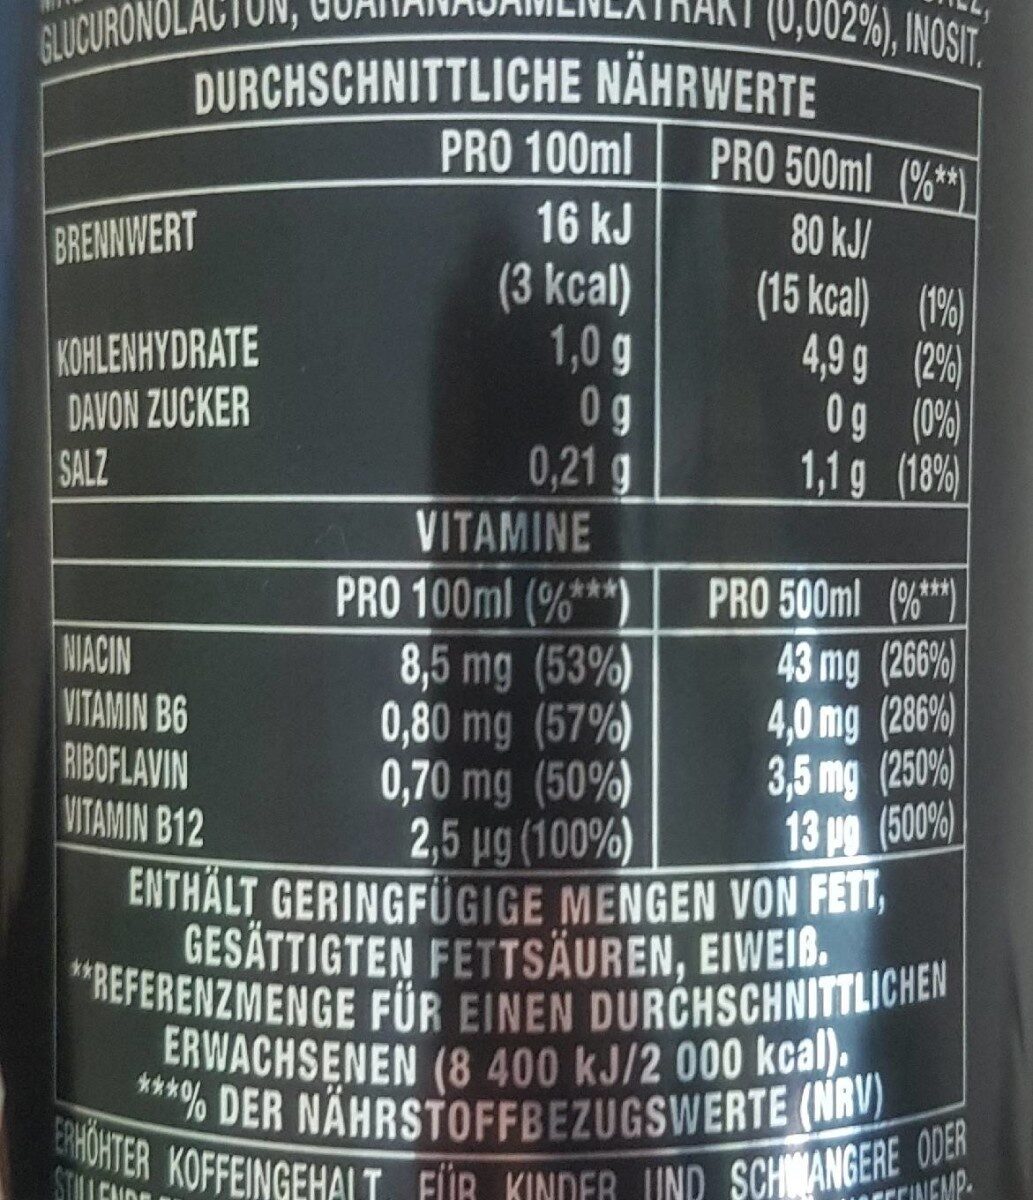 GLUCURONOLACTON, GUARANASAMENEXTRAKT (0,002%), INOSIT.
DURCHSCHNITTLICHE NÄHRWERTE
PRO 100ml PRO 500ml (%**)
BRENNWERT 16 kJ 80 kJ/
(3 kcal) (15 kcal) (1%)
KOHLENHYDRATE 1,0 g 4,9 g (2%)
DAVON ZUCKER 0 g 0 g (0%)
SALZ 0,21 g 1,1 g (18%)
VITAMINE
PRO 100ml (%***) PRO 500ml (%***)
NIACIN 8,5 mg (53%) 43 mg (266%)
VITAMIN B6 0,80 mg (57%) 4,0 mg (286%)
RIBOFLAVIN 0,70 mg (50%) 3,5 mg (250%)
VITAMIN B12 2,5 µg (100%) 13 µg (500%)
ENTHÄLT GERINGFÜGIGE MENGEN VON FETT,
GESÄTTIGTEN FETTSÄUREN, EIWEIß.
**REFERENZMENGE FÜR EINEN DURCHSCHNITTLICHEN
ERWACHSENEN (8 400 kJ/2 000 kcal).
***% DER NÄHRSTOFFBEZUGSWERTE (NRV)
ERHÖHTER KOFFEINGEHALT FÜR KINDER UND SCHWANGERE ODER